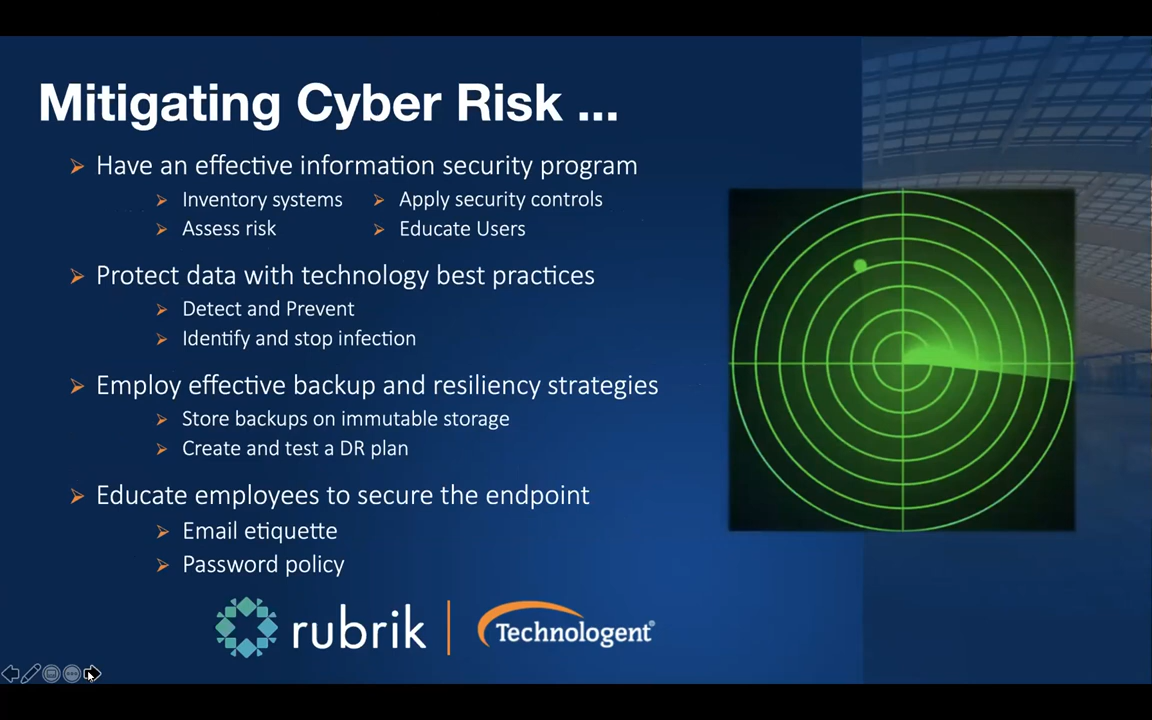 Mitigating Cyber Risk ...
Have an effective information security program
Inventory systems
Apply security controls
Assess risk
Educate Users
Protect data with technology best practices
Detect and Prevent
Identify and stop infection
Employ effective backup and resiliency strategies
Store backups on immutable storage
Create and test a DR plan
Educate employees to secure the endpoint
Email etiquette
Password policy
rubrik
Technologent®